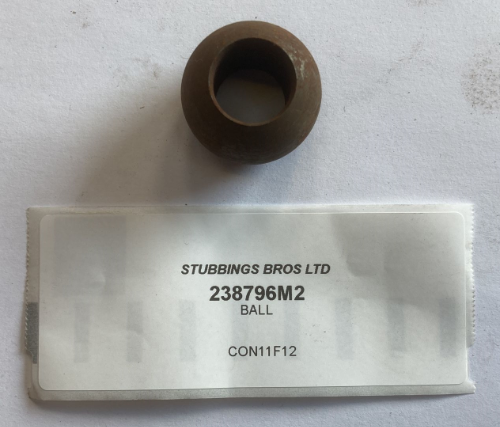 STUBBINGS BROS LTD
238796M2
BALL
CON11F12